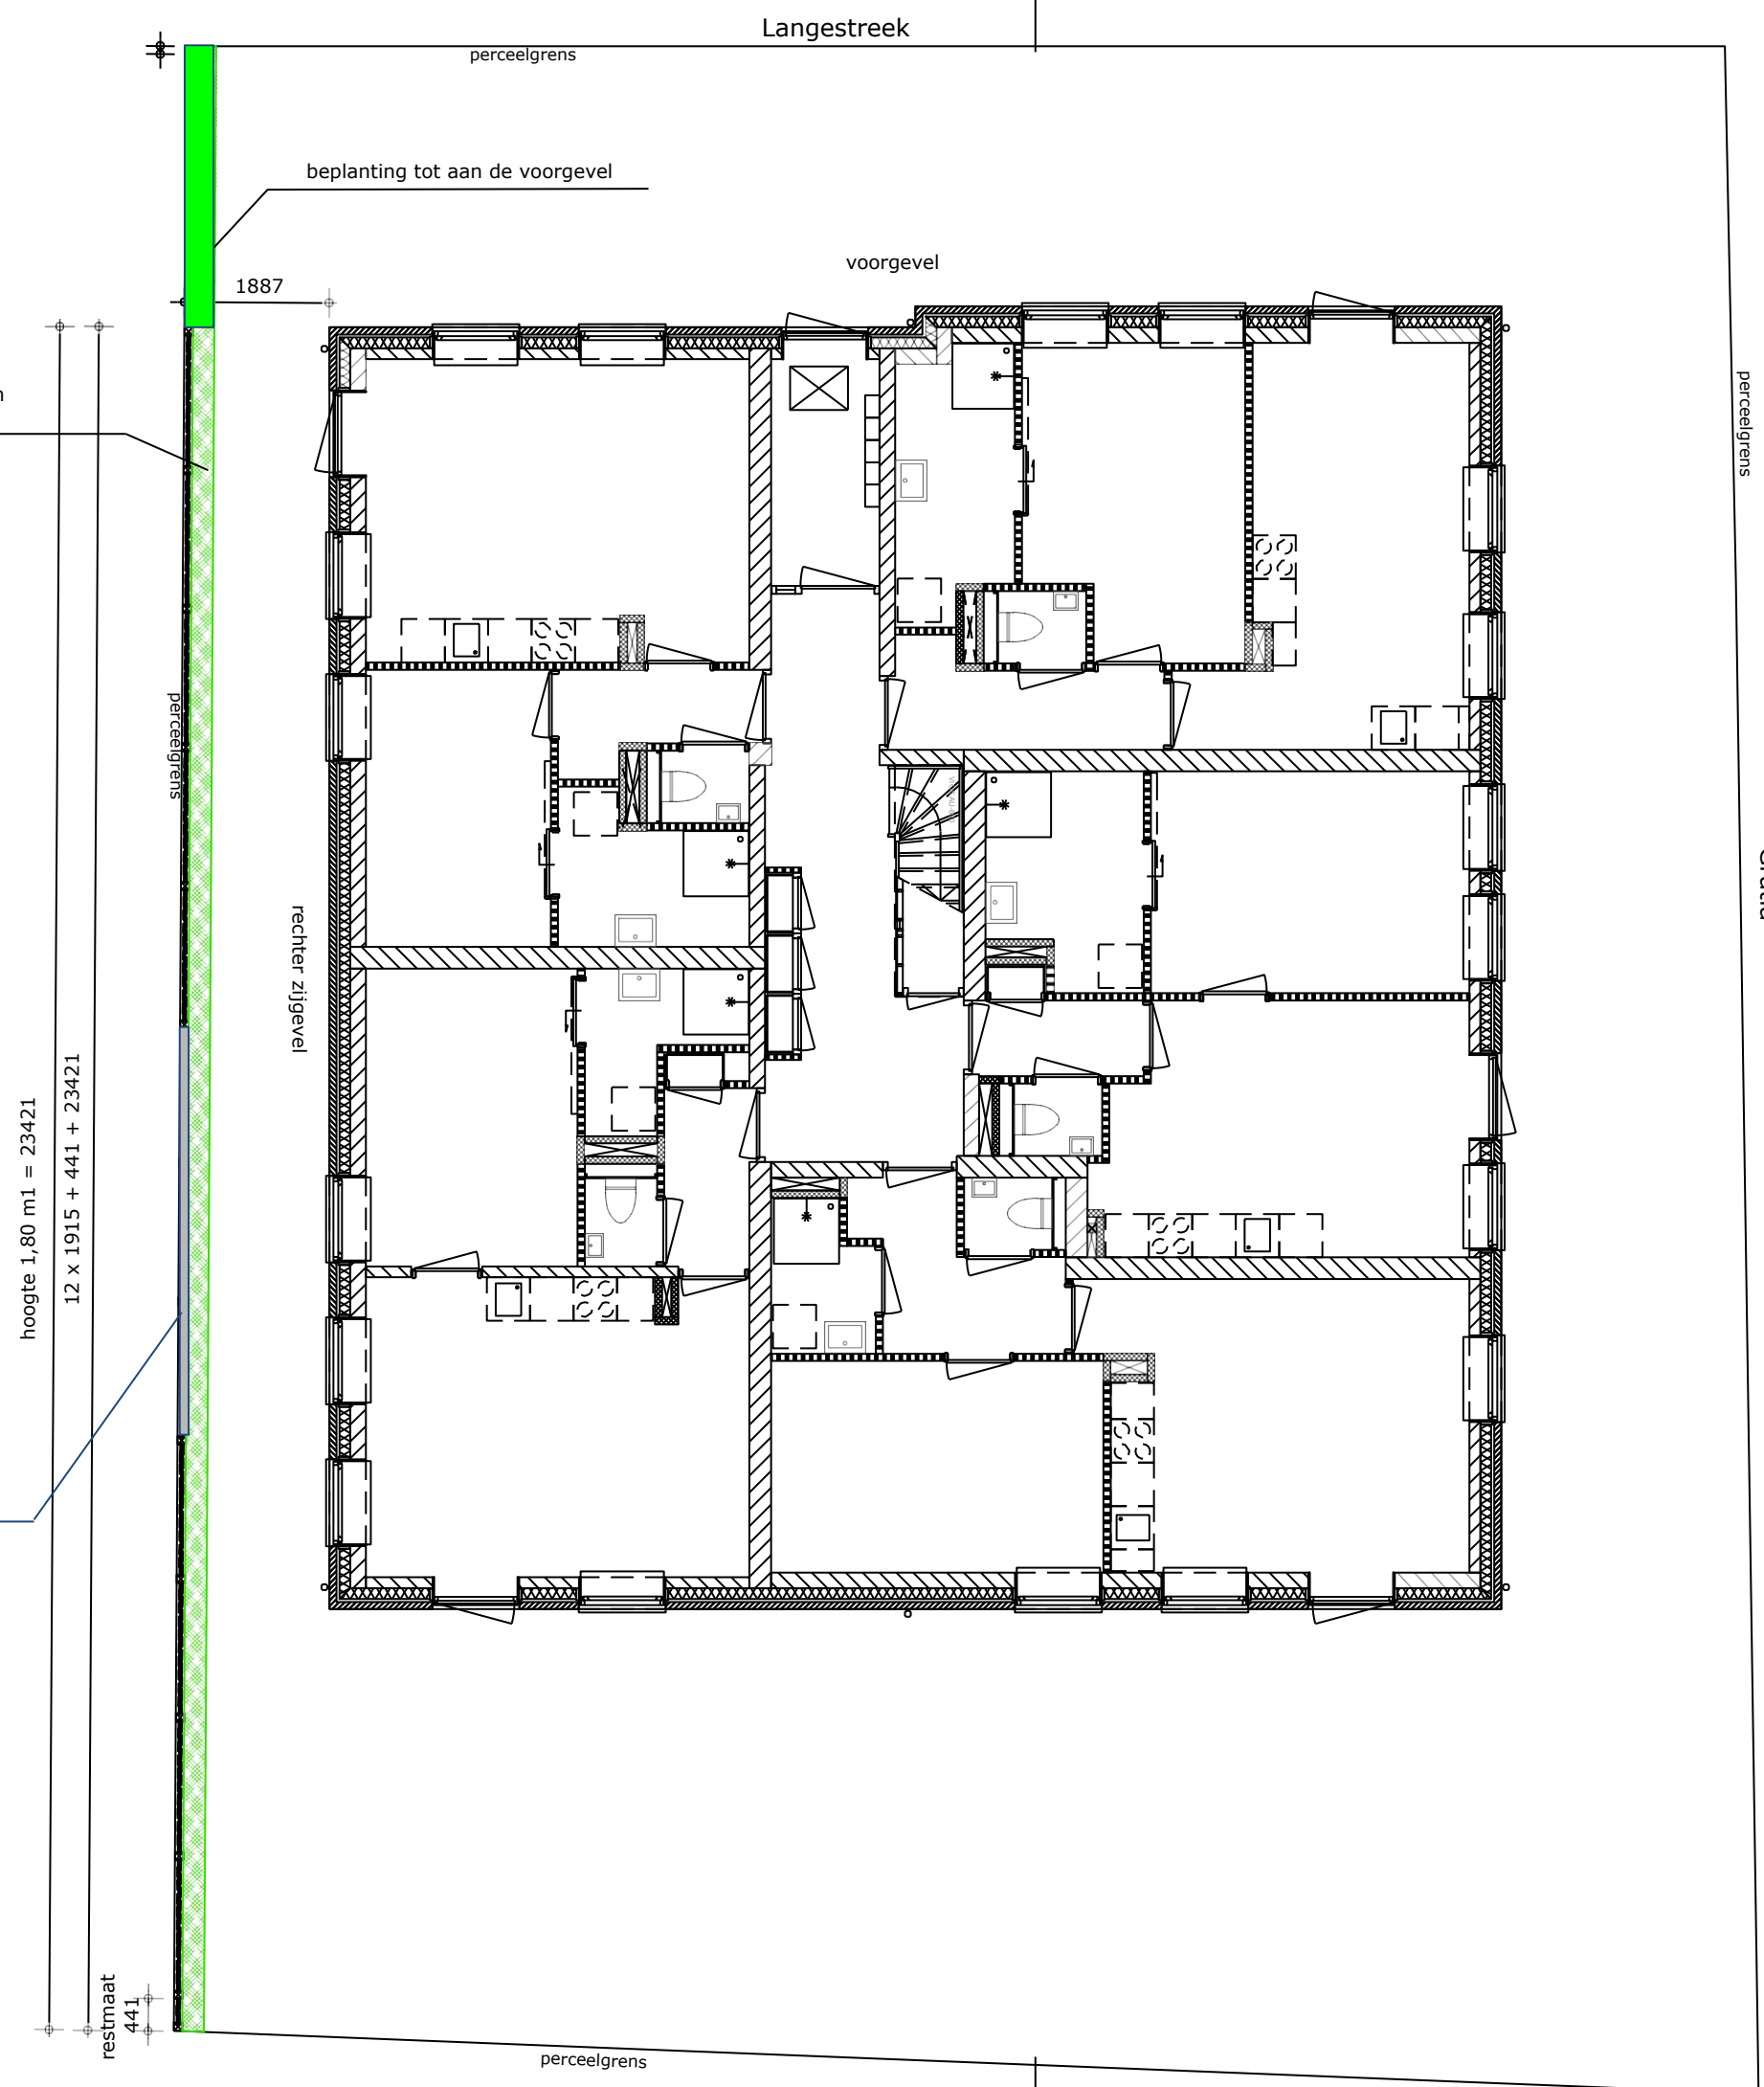 Langestreek
perceelgrens
beplanting tot aan de voorgevel
voorgevel
1887
perceelgrens
perceelgrens
rechter zijgevel
hoogte 1,80 m1 = 23421
12 x 1915 + 441 + 23421
restmaat
441
perceelgrens